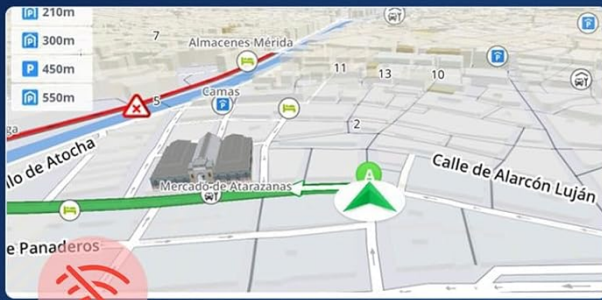 210m
300m
450m
550m
7
Almacenes Mérida
11
13
10
5
Camas
2
ga
lo de Atocha
Mercado de Atarazanas
A
Calle de Alarcón Luján
e Panaderos